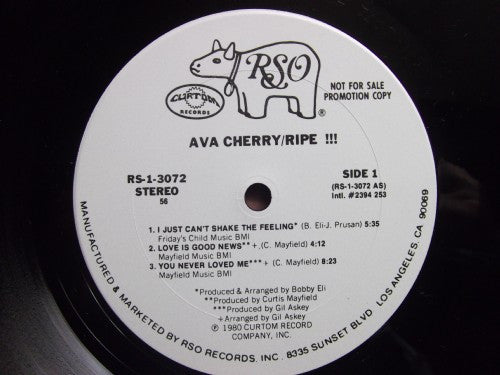 RSO
CURTOM
RECORDS
®
NOT FOR SALE
PROMOTION COPY
AVA CHERRY/RIPE !!!
RS-1-3072
STEREO
56
SIDE 1
(RS-1-3072 AS)
Intl. #2394 253
1. I JUST CAN'T SHAKE THE FEELING* (B. Eli-J. Prusan) 5:35
Friday's Child Music BMI
2. LOVE IS GOOD NEWS**+ (C. Mayfield) 4:12
Mayfield Music BMI
3. YOU NEVER LOVED ME***+ (C. Mayfield) 8:23
Mayfield Music BMI
*Produced & Arranged by Bobby Eli
**Produced by Curtis Mayfield
***Produced by Gil Askey
+Arranged by Gil Askey
℗ 1980 CURTOM RECORD
COMPANY, INC.
MANUFACTURED & MARKETED BY RSO RECORDS, INC. 8335 SUNSET BLVD. LOS ANGELES, CA 90069